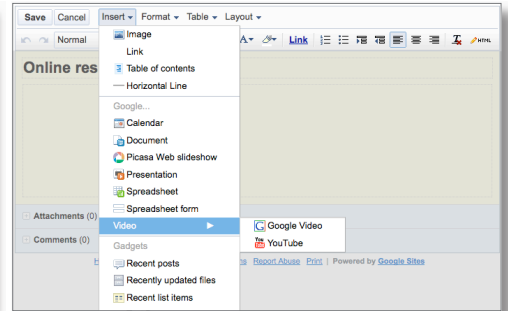 Save Cancel Insert Format Table Layout
Normal Link HTML
Image
Link
Online res
Table of contents
Horizontal Line
Google...
Calendar
Document
Picasa Web slideshow
Presentation
Spreadsheet
Spreadsheet form
Attachments (0)
Video
Google Video
YouTube
Comments (0)
Gadgets
Recent posts
Report Abuse Print | Powered by Google Sites
Recently updated files
Recent list items